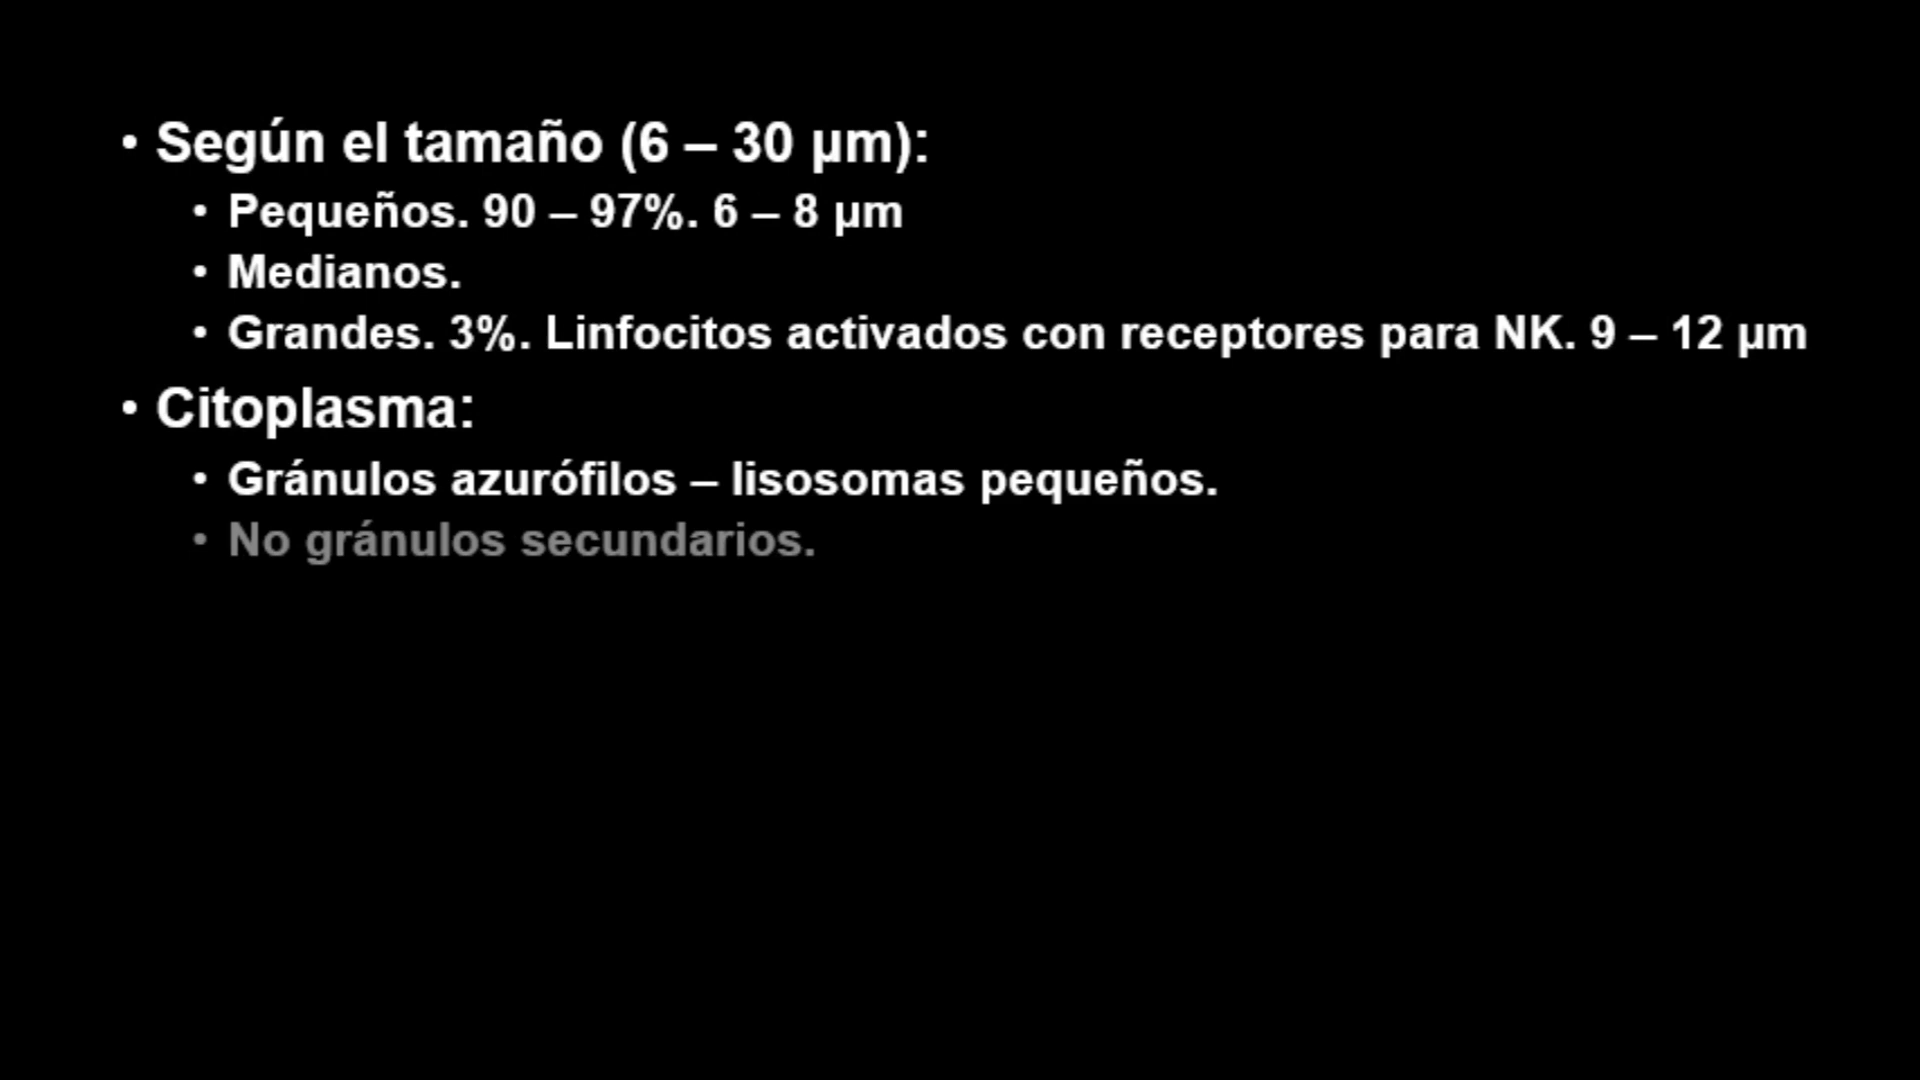 • Según el tamaño (6 – 30 µm):
• Pequeños. 90 – 97%. 6 – 8 µm
• Medianos.
• Grandes. 3%. Linfocitos activados con receptores para NK. 9 – 12 µm
• Citoplasma:
• Gránulos azurófilos – lisosomas pequeños.
• No gránulos secundarios.